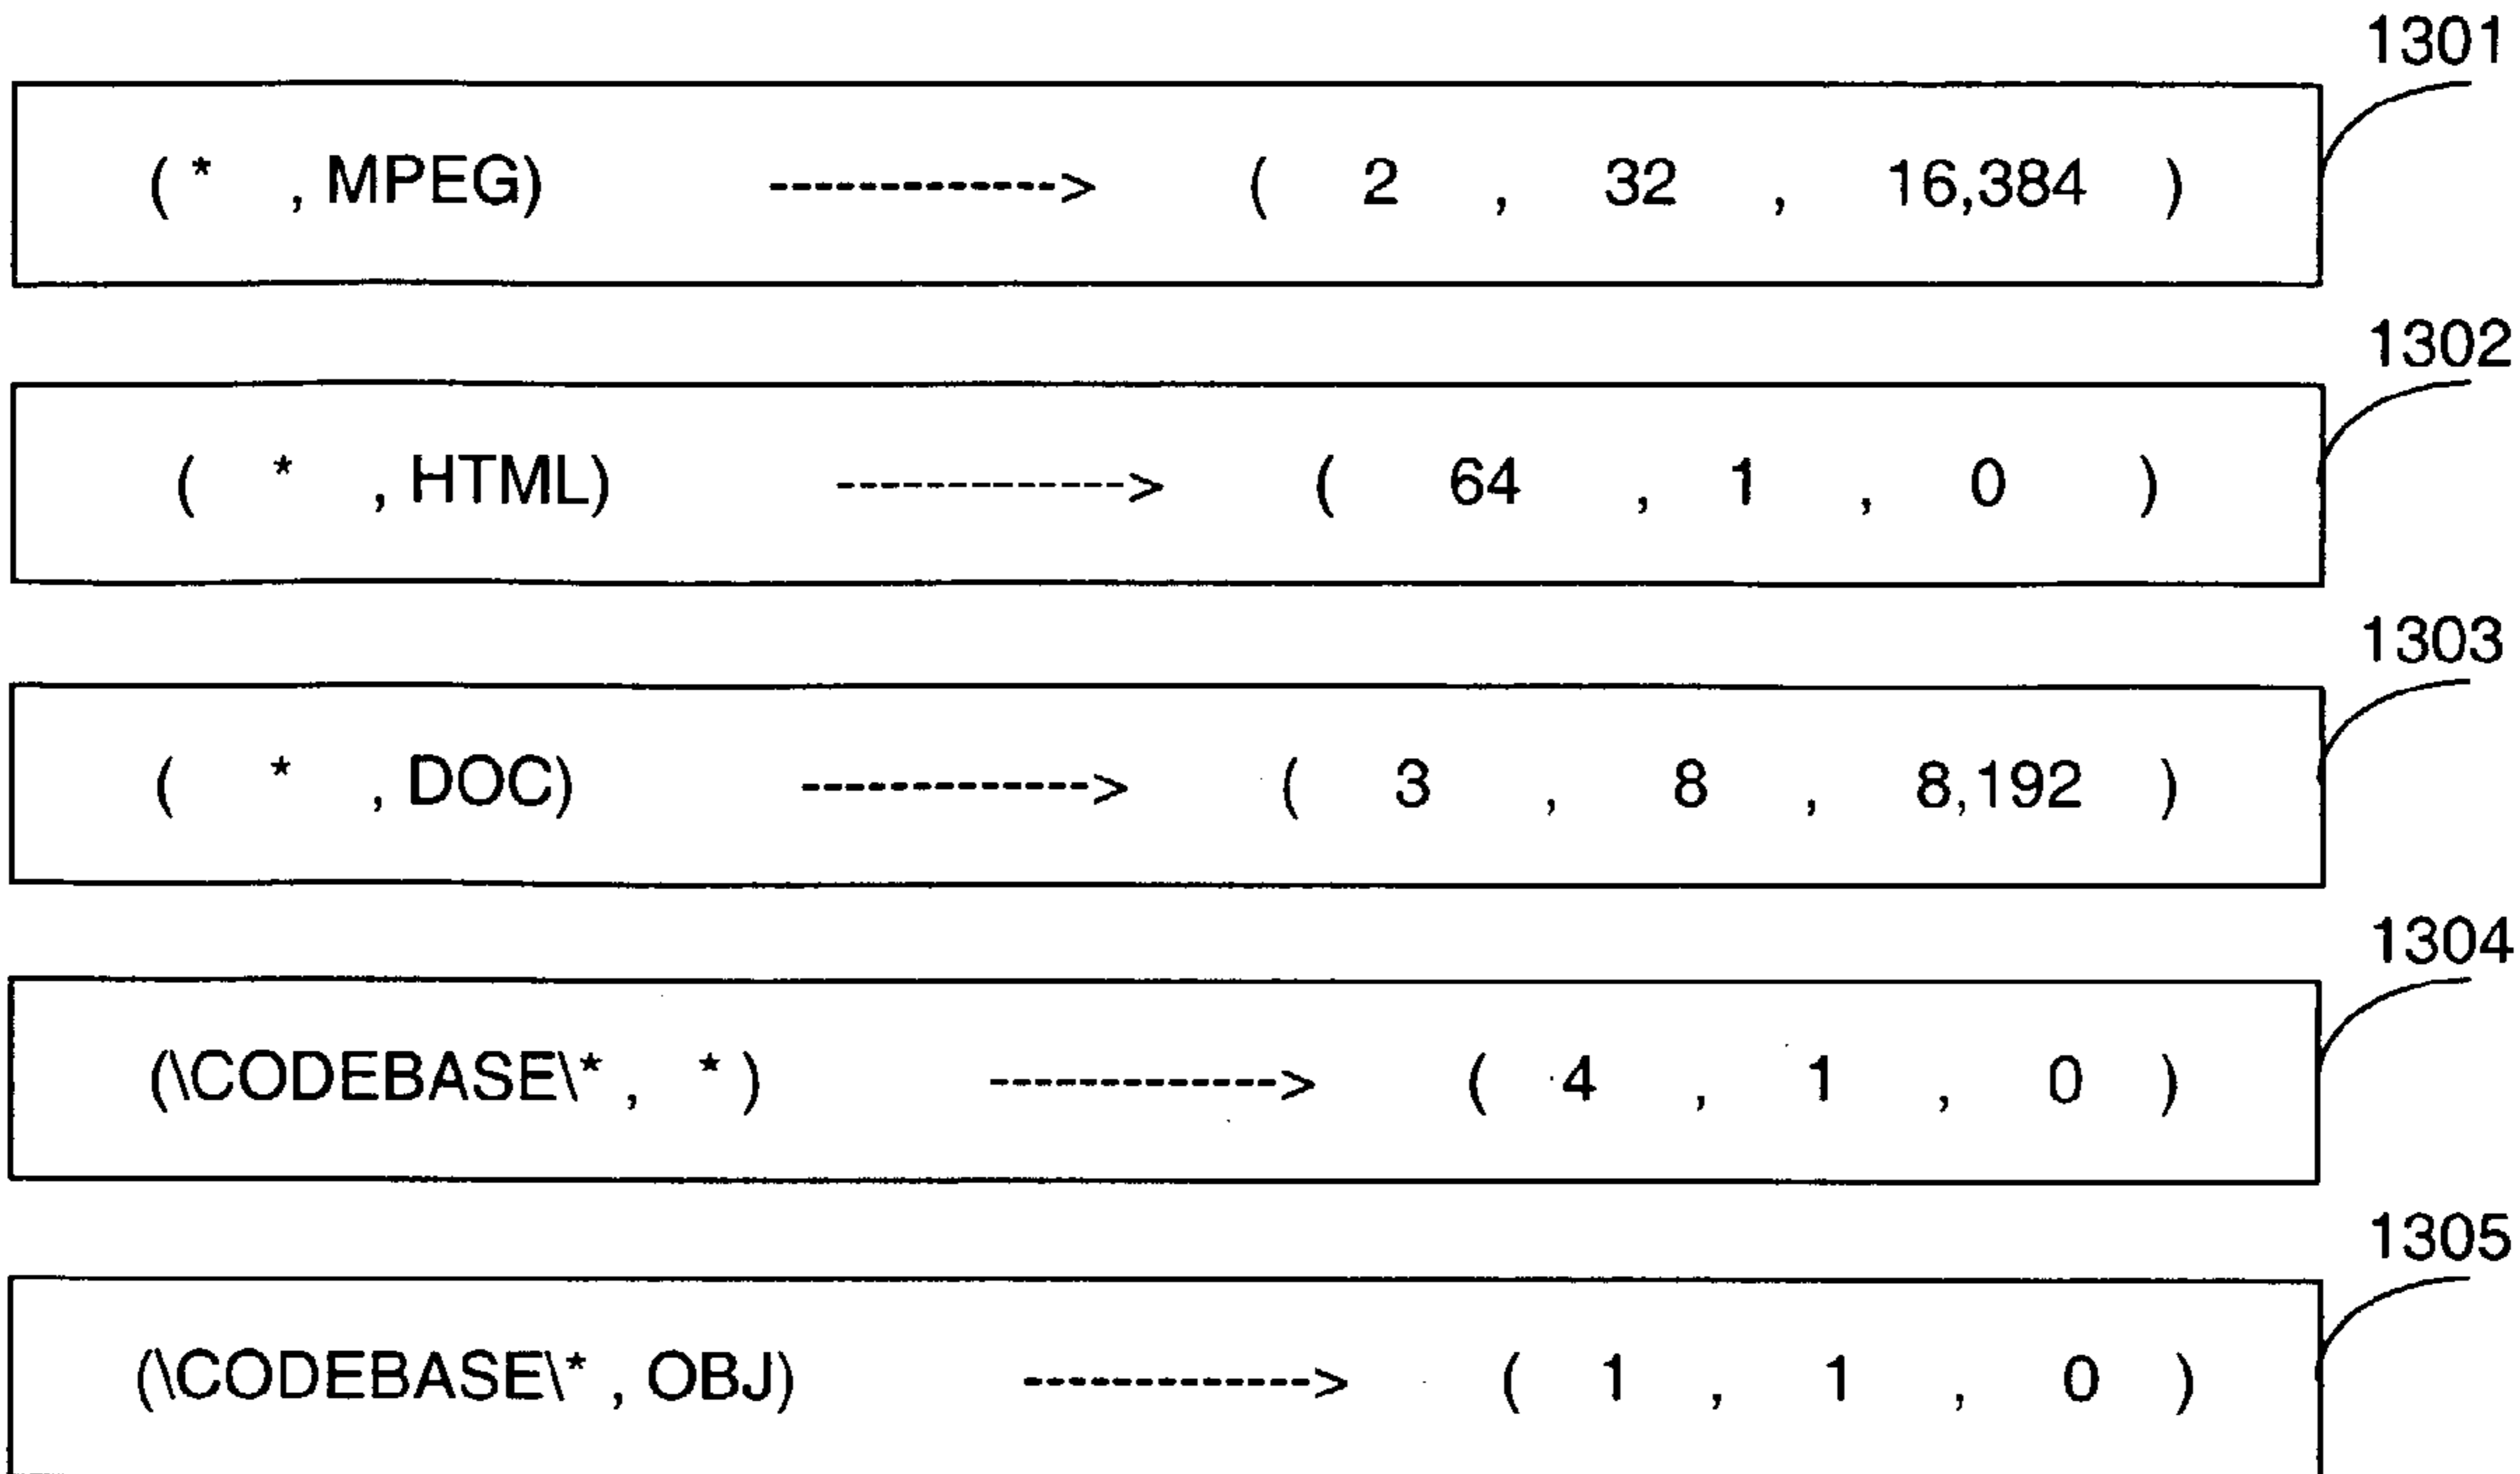 1301
( * , MPEG) -------------> ( 2 , 32 , 16,384 )
1302
( * , HTML) -------------> ( 64 , 1 , 0 )
1303
( * , DOC) -------------> ( 3 , 8 , 8,192 )
1304
(\CODEBASE\* , * ) -------------> ( 4 , 1 , 0 )
1305
(\CODEBASE\* , OBJ) -------------> ( 1 , 1 , 0 )